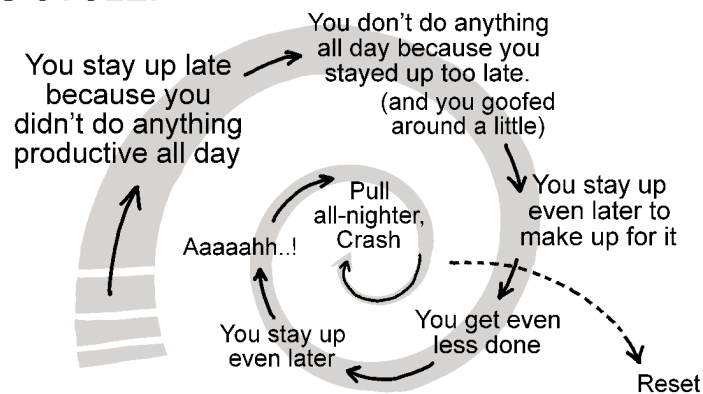 You stay up late
because you
didn't do anything
productive all day
You don't do anything
all day because you
stayed up too late.
(and you goofed
around a little)
You stay up
even later to
make up for it
You get even
less done
You stay up
even later
Aaaaahh..!
Pull
all-nighter,
Crash
Reset